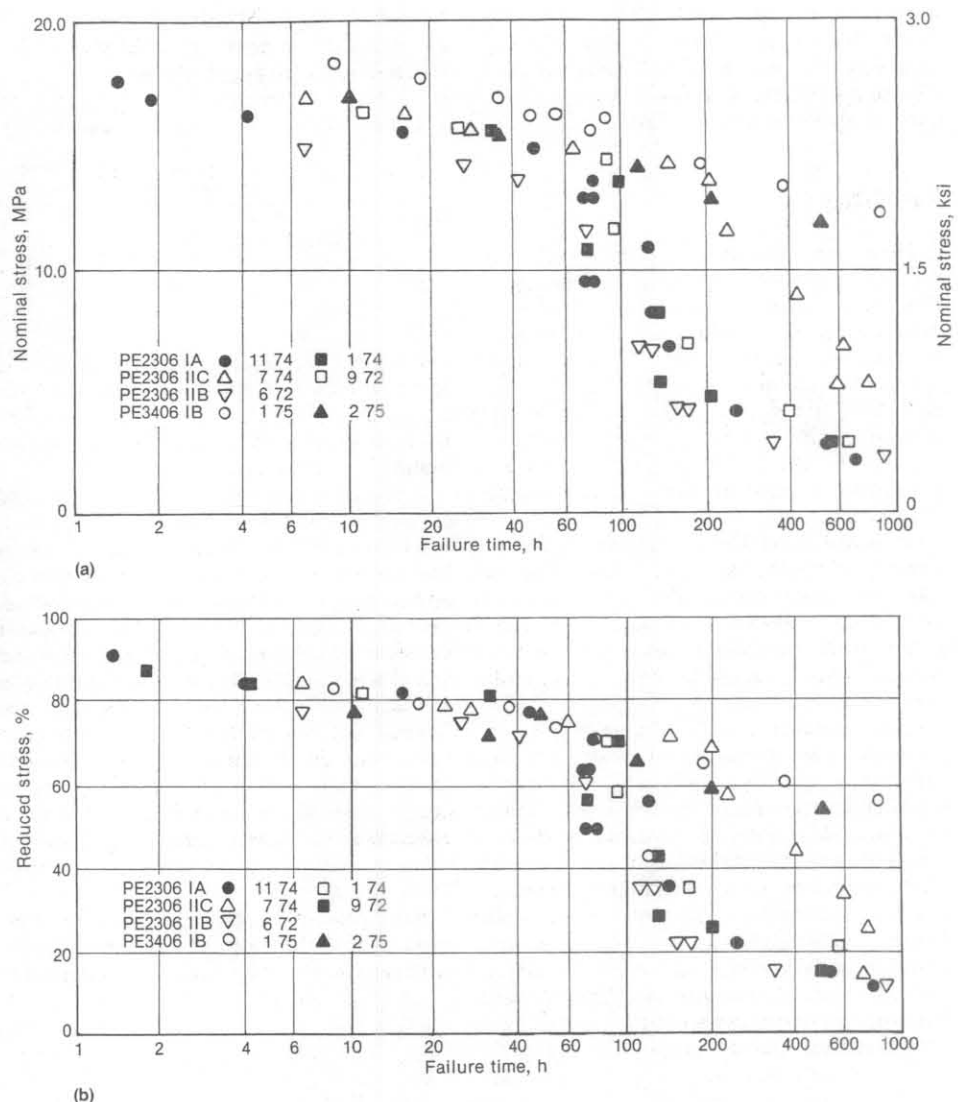 20.0
3.0
Nominal stress, MPa
10.0
1.5
Nominal stress, ksi
PE2306 IA ● 11 74 ■ 1 74
PE2306 IIC △ 7 74 □ 9 72
PE2306 IIB ▽ 6 72
PE3406 IB ○ 1 75 ▲ 2 75
0
0
1 2 4 6 10 20 40 60 100 200 400 600 1000
Failure time, h
(a)
100
80
Reduced stress, %
60
40
PE2306 IA ● 11 74 □ 1 74
PE2306 IIC △ 7 74 ■ 9 72
PE2306 IIB ▽ 6 72
PE3406 IB ○ 1 75 ▲ 2 75
20
0
1 2 4 6 10 20 40 60 100 200 400 600 1000
Failure time, h
(b)